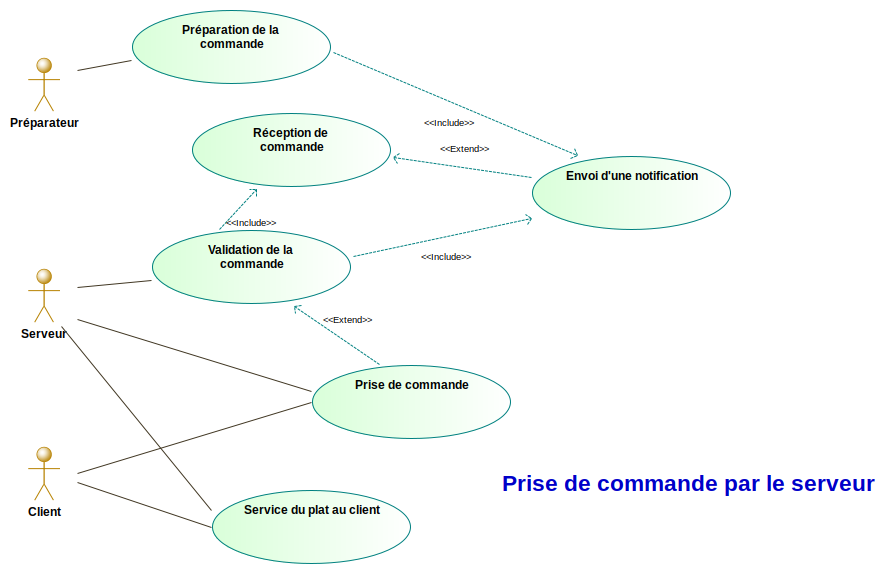 Préparation de la
commande
Préparateur
<<Include>>
Réception de
commande
<<Extend>>
Envoi d'une notification
<<Include>>
Validation de la
commande
<<Include>>
Serveur
<<Extend>>
Prise de commande
Prise de commande par le serveur
Client
Service du plat au client